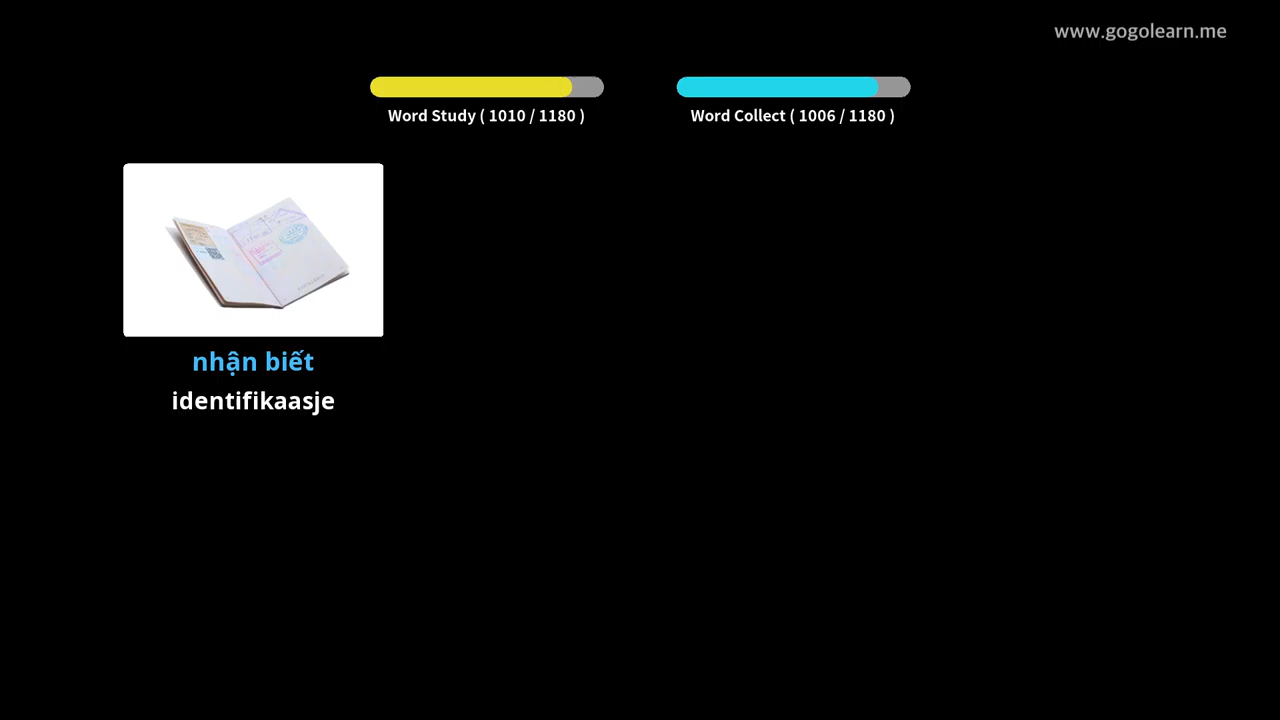 www.gogolearn.me
Word Study ( 1010 / 1180 )
Word Collect ( 1006 / 1180 )
nhận biết
identifikaasje